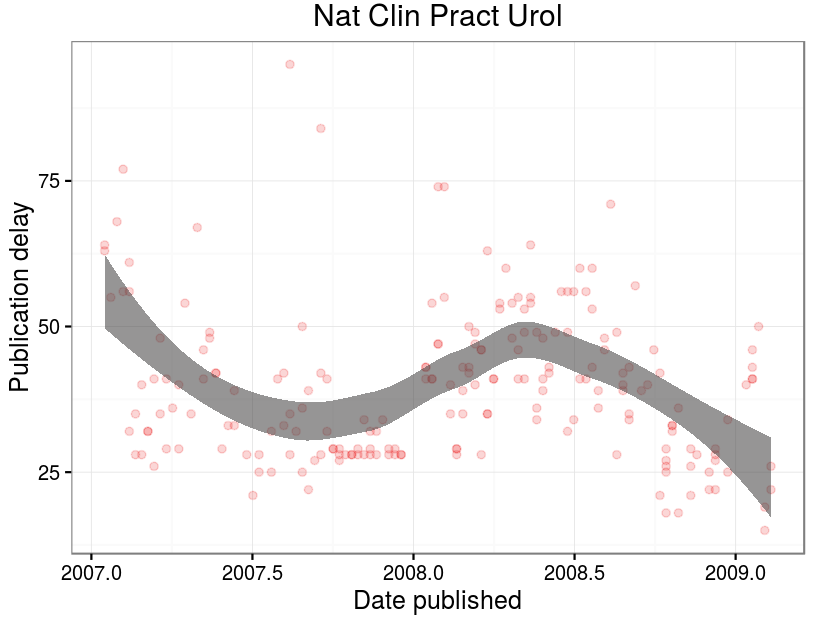 Nat Clin Pract Urol
Publication delay
75
50
25
2007.0 2007.5 2008.0 2008.5 2009.0
Date published